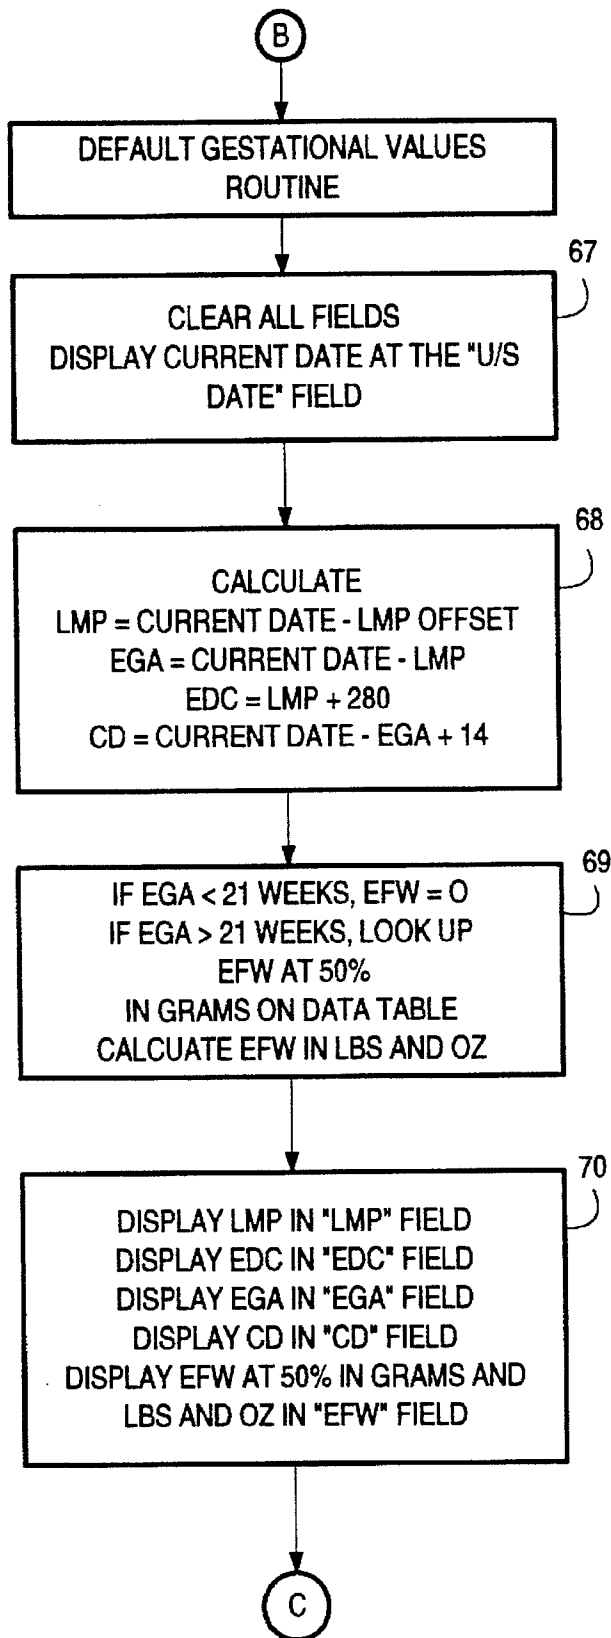 B
DEFAULT GESTATIONAL VALUES
ROUTINE
67
CLEAR ALL FIELDS
DISPLAY CURRENT DATE AT THE "U/S
DATE" FIELD
68
CALCULATE
LMP = CURRENT DATE - LMP OFFSET
EGA = CURRENT DATE - LMP
EDC = LMP + 280
CD = CURRENT DATE - EGA + 14
69
IF EGA < 21 WEEKS, EFW = O
IF EGA > 21 WEEKS, LOOK UP
EFW AT 50%
IN GRAMS ON DATA TABLE
CALCUATE EFW IN LBS AND OZ
70
DISPLAY LMP IN "LMP" FIELD
DISPLAY EDC IN "EDC" FIELD
DISPLAY EGA IN "EGA" FIELD
DISPLAY CD IN "CD" FIELD
DISPLAY EFW AT 50% IN GRAMS AND
LBS AND OZ IN "EFW" FIELD
C